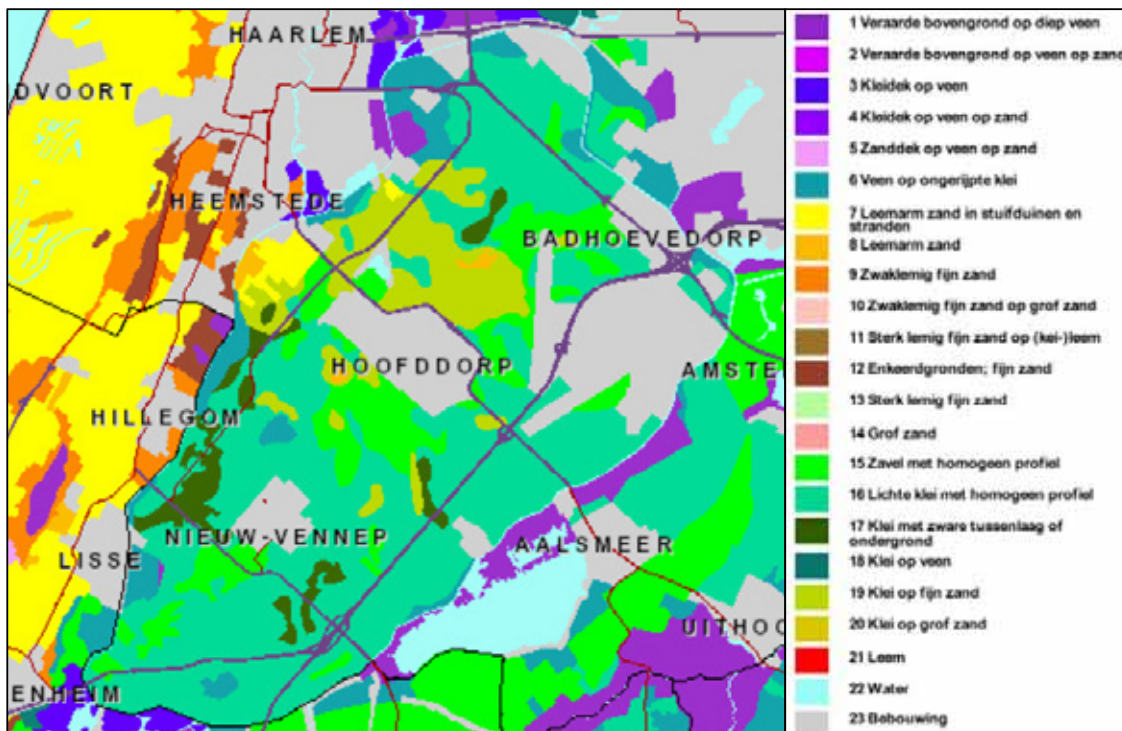 HAARLEM
DVOORT
HEEMSTEDE
BADHOEVEDORP
HOOFDDORP
AMSTE
HILLEGOM
NIEUW-VENNEP
AALSMEER
LISSE
UITHOO
ENHEIM
1 Veraarde bovengrond op diep veen
2 Veraarde bovengrond op veen op zand
3 Kleidek op veen
4 Kleidek op veen op zand
5 Zanddek op veen op zand
6 Veen op ongerijpte klei
7 Leemarm zand in stuifduinen en
stranden
8 Leemarm zand
9 Zwaklemig fijn zand
10 Zwaklemig fijn zand op grof zand
11 Sterk lemig fijn zand op (kei-)leem
12 Enkeerdgronden; fijn zand
13 Sterk lemig fijn zand
14 Grof zand
15 Zavel met homogeen profiel
16 Lichte klei met homogeen profiel
17 Klei met zware tussenlaag of
ondergrond
18 Klei op veen
19 Klei op fijn zand
20 Klei op grof zand
21 Leem
22 Water
23 Bebouwing